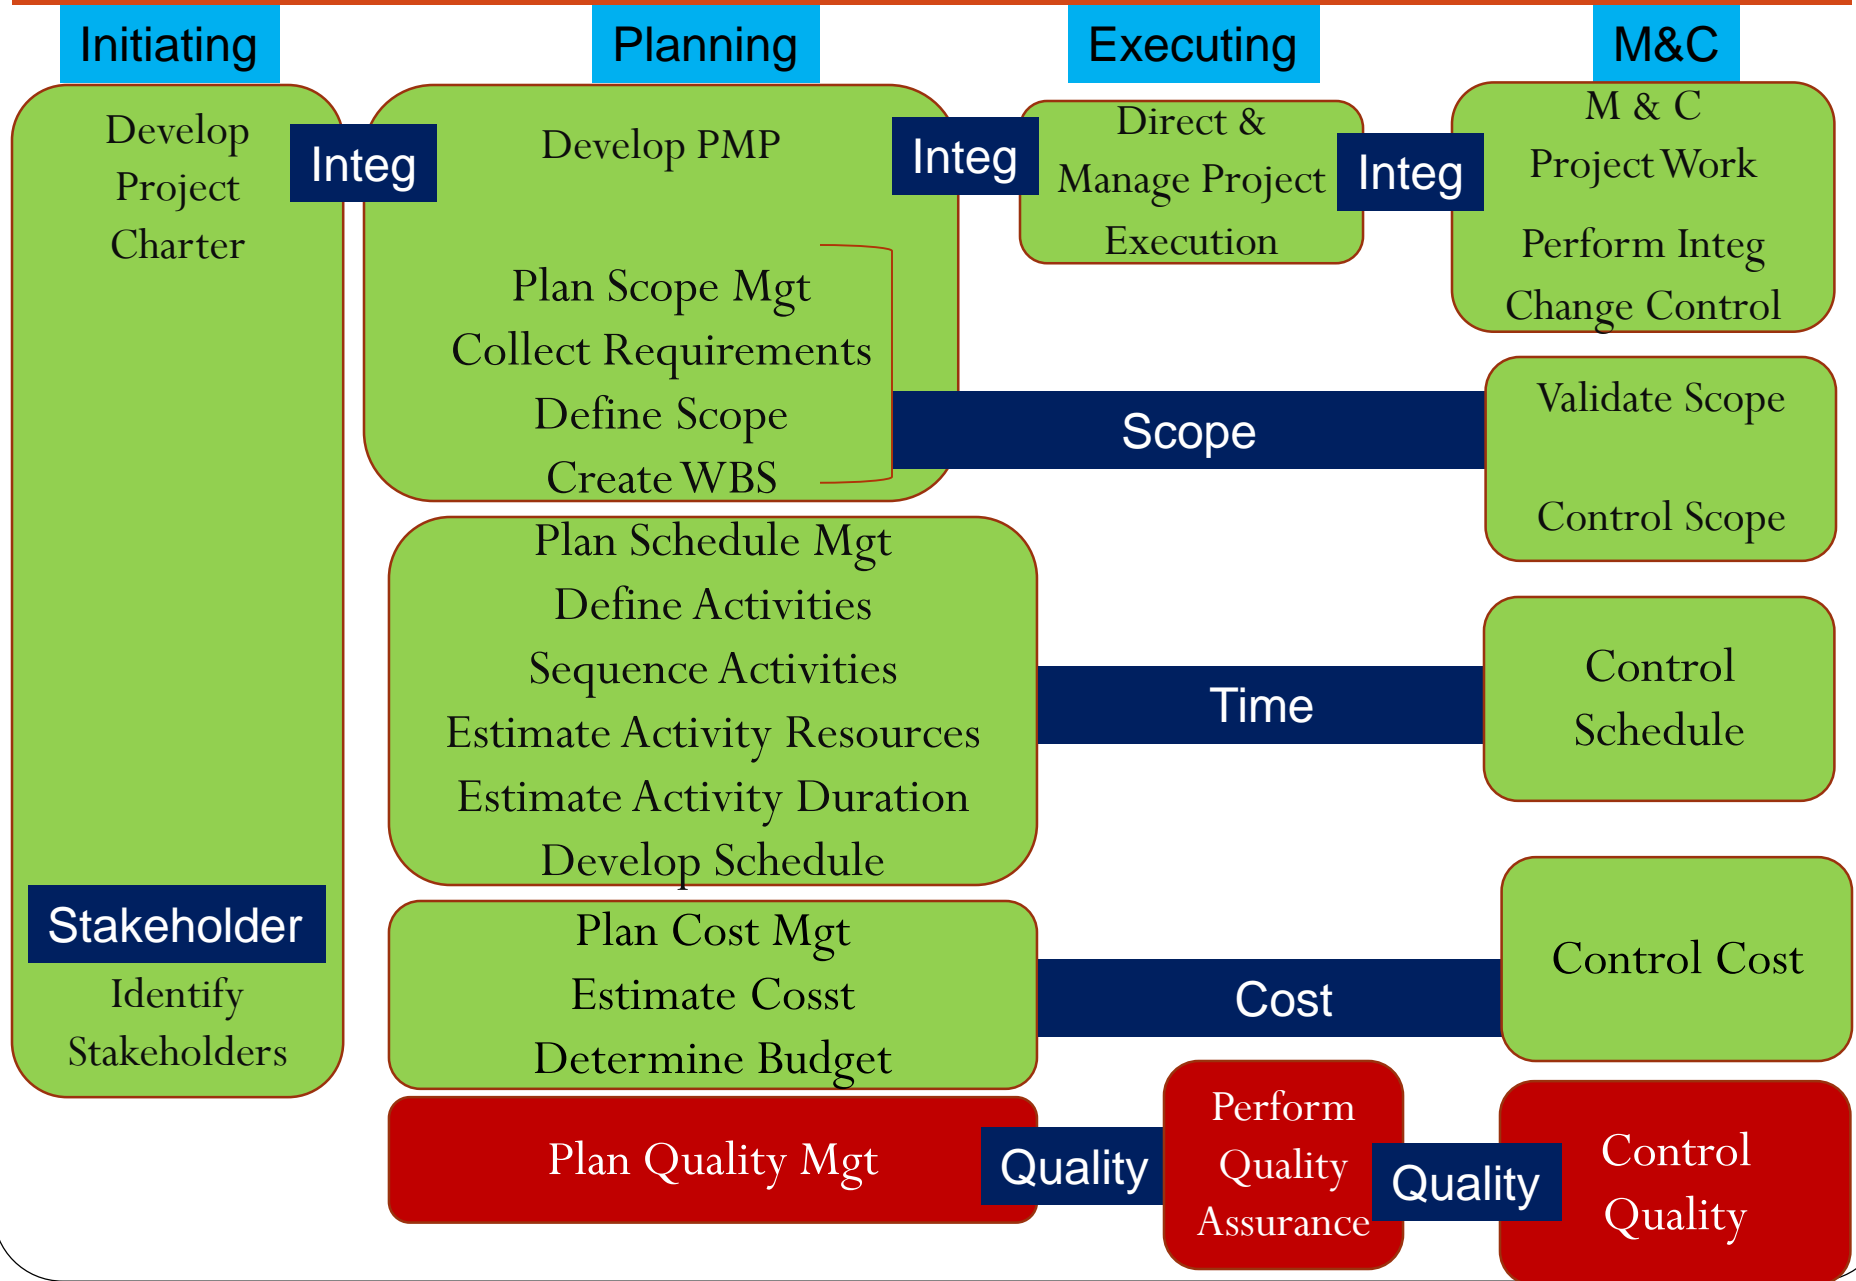 Initiating
Planning
Executing
M&C
Develop
Project
Charter
Integ
Develop PMP
Integ
Direct &
Manage Project
Execution
Integ
M & C
Project Work
Perform Integ
Change Control
Plan Scope Mgt
Collect Requirements
Define Scope
Create WBS
Scope
Validate Scope
Control Scope
Plan Schedule Mgt
Define Activities
Sequence Activities
Estimate Activity Resources
Estimate Activity Duration
Develop Schedule
Time
Control
Schedule
Stakeholder
Identify
Stakeholders
Plan Cost Mgt
Estimate Cosst
Determine Budget
Cost
Control Cost
Plan Quality Mgt
Quality
Perform
Quality
Assurance
Quality
Control
Quality